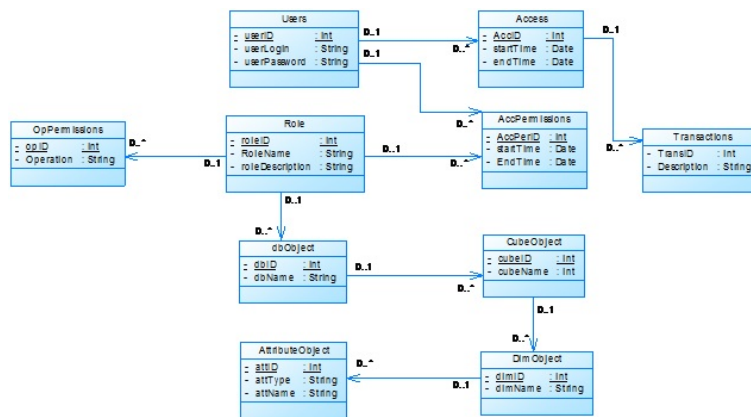 Users
- userID : Int
- userLogin : String
- userPassword : String
0..1
0..*
0..1
0..*
Access
- AccID : Int
- startTime : Date
- endTime : Date
0..1
0..*
OpPermissions
- opID : Int
- Operation : String
0..*
0..1
Role
- roleID : Int
- RoleName : String
- roleDescription : String
0..1
0..*
0..1
0..*
AccPermissions
- AccPerID : Int
- startTime : Date
- EndTime : Date
Transactions
- TransID : Int
- Description : String
dbObject
- dbID : Int
- dbName : String
0..1
0..*
CubeObject
- cubeID : Int
- cubeName : Int
0..1
0..*
AttributeObject
- attID : Int
- attType : String
- attName : String
0..*
0..1
DimObject
- dimID : Int
- dimName : String